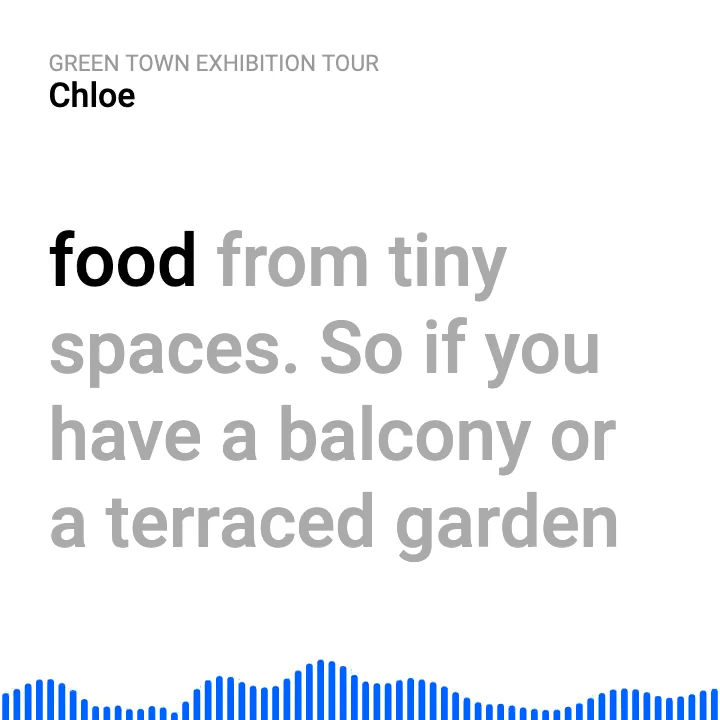 GREEN TOWN EXHIBITION TOUR
Chloe
food from tiny
spaces. So if you
have a balcony or
a terraced garden